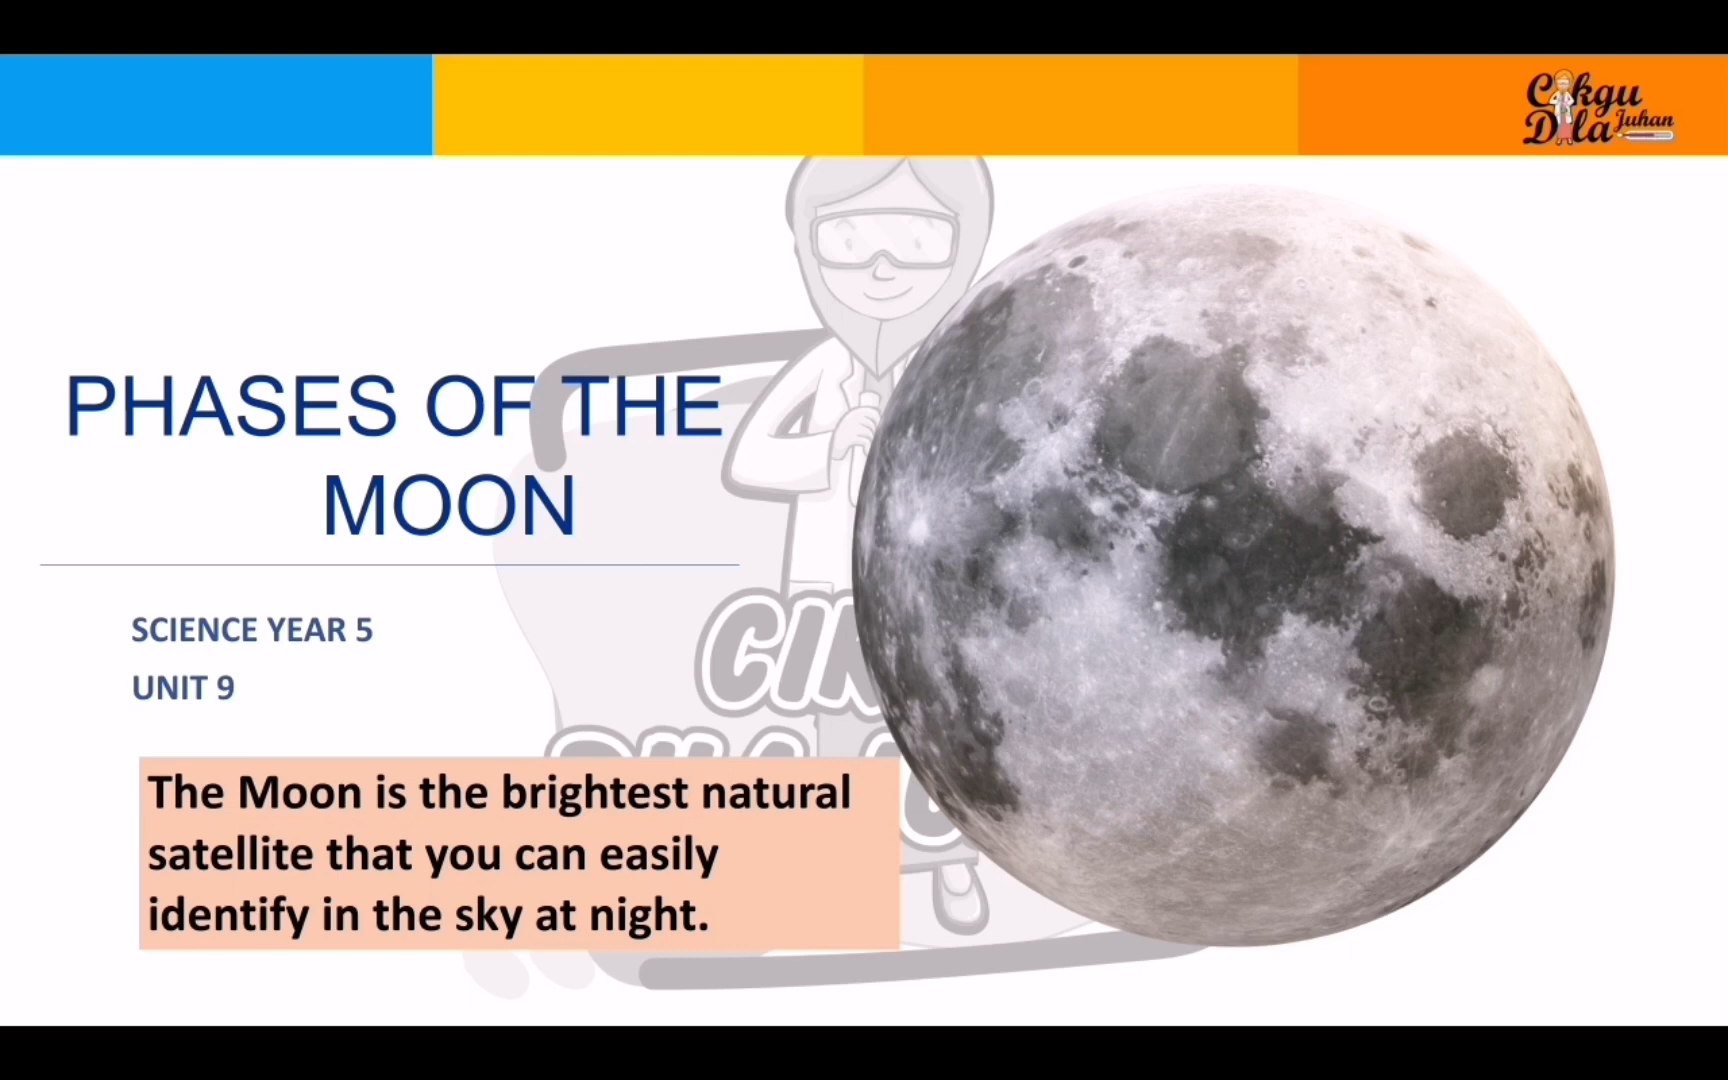 Cikgu
Dila Juhan
PHASES OF THE
MOON
SCIENCE YEAR 5
UNIT 9
The Moon is the brightest natural
satellite that you can easily
identify in the sky at night.